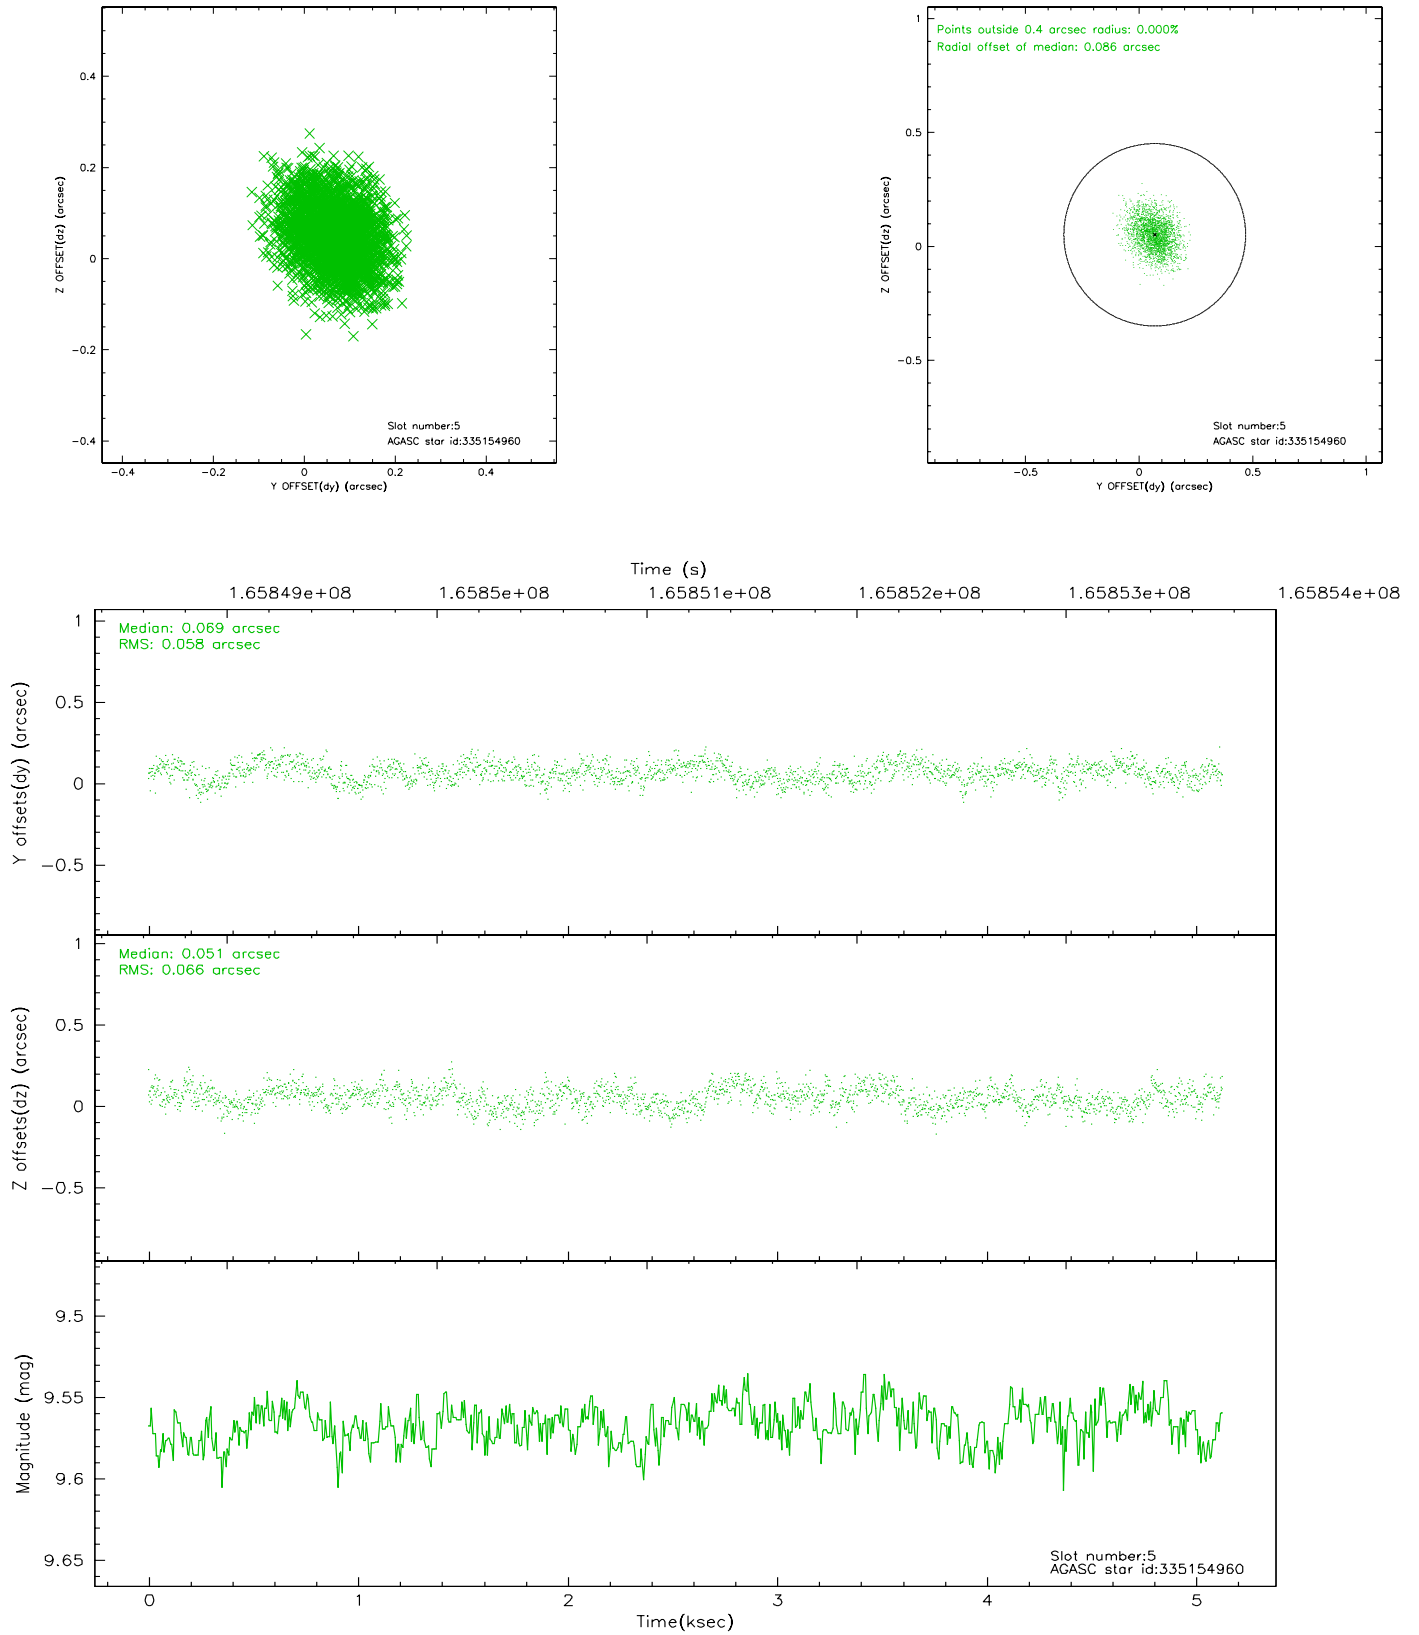 0.4
0.2
0
−0.2
−0.4
Z OFFSET(dz) (arcsec)
Slot number:5
AGASC star id:335154960
−0.4
−0.2
0
0.2
0.4
Y OFFSET(dy) (arcsec)
Points outside 0.4 arcsec radius: 0.000%
Radial offset of median: 0.086 arcsec
1
0.5
0
−0.5
Z OFFSET(dz) (arcsec)
Slot number:5
AGASC star id:335154960
−0.5
0
0.5
1
Y OFFSET(dy) (arcsec)
Time (s)
1.65849e+08
1.6585e+08
1.65851e+08
1.65852e+08
1.65853e+08
1.65854e+08
Median: 0.069 arcsec
RMS: 0.058 arcsec
1
0.5
0
−0.5
Y offsets(dy) (arcsec)
Median: 0.051 arcsec
RMS: 0.066 arcsec
1
0.5
0
−0.5
Z offsets(dz) (arcsec)
9.5
9.55
9.6
9.65
Magnitude (mag)
Slot number:5
AGASC star id:335154960
0
1
2
3
4
5
Time(ksec)